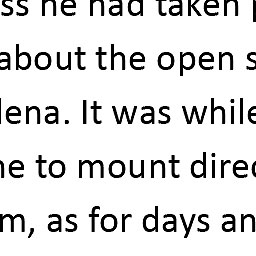 ss he had taken
about the open s
lena. It was while
ne to mount direc
m, as for days an